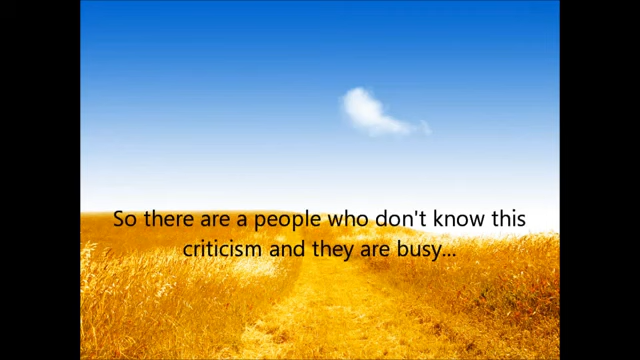 So there are a people who don't know this
criticism and they are busy...